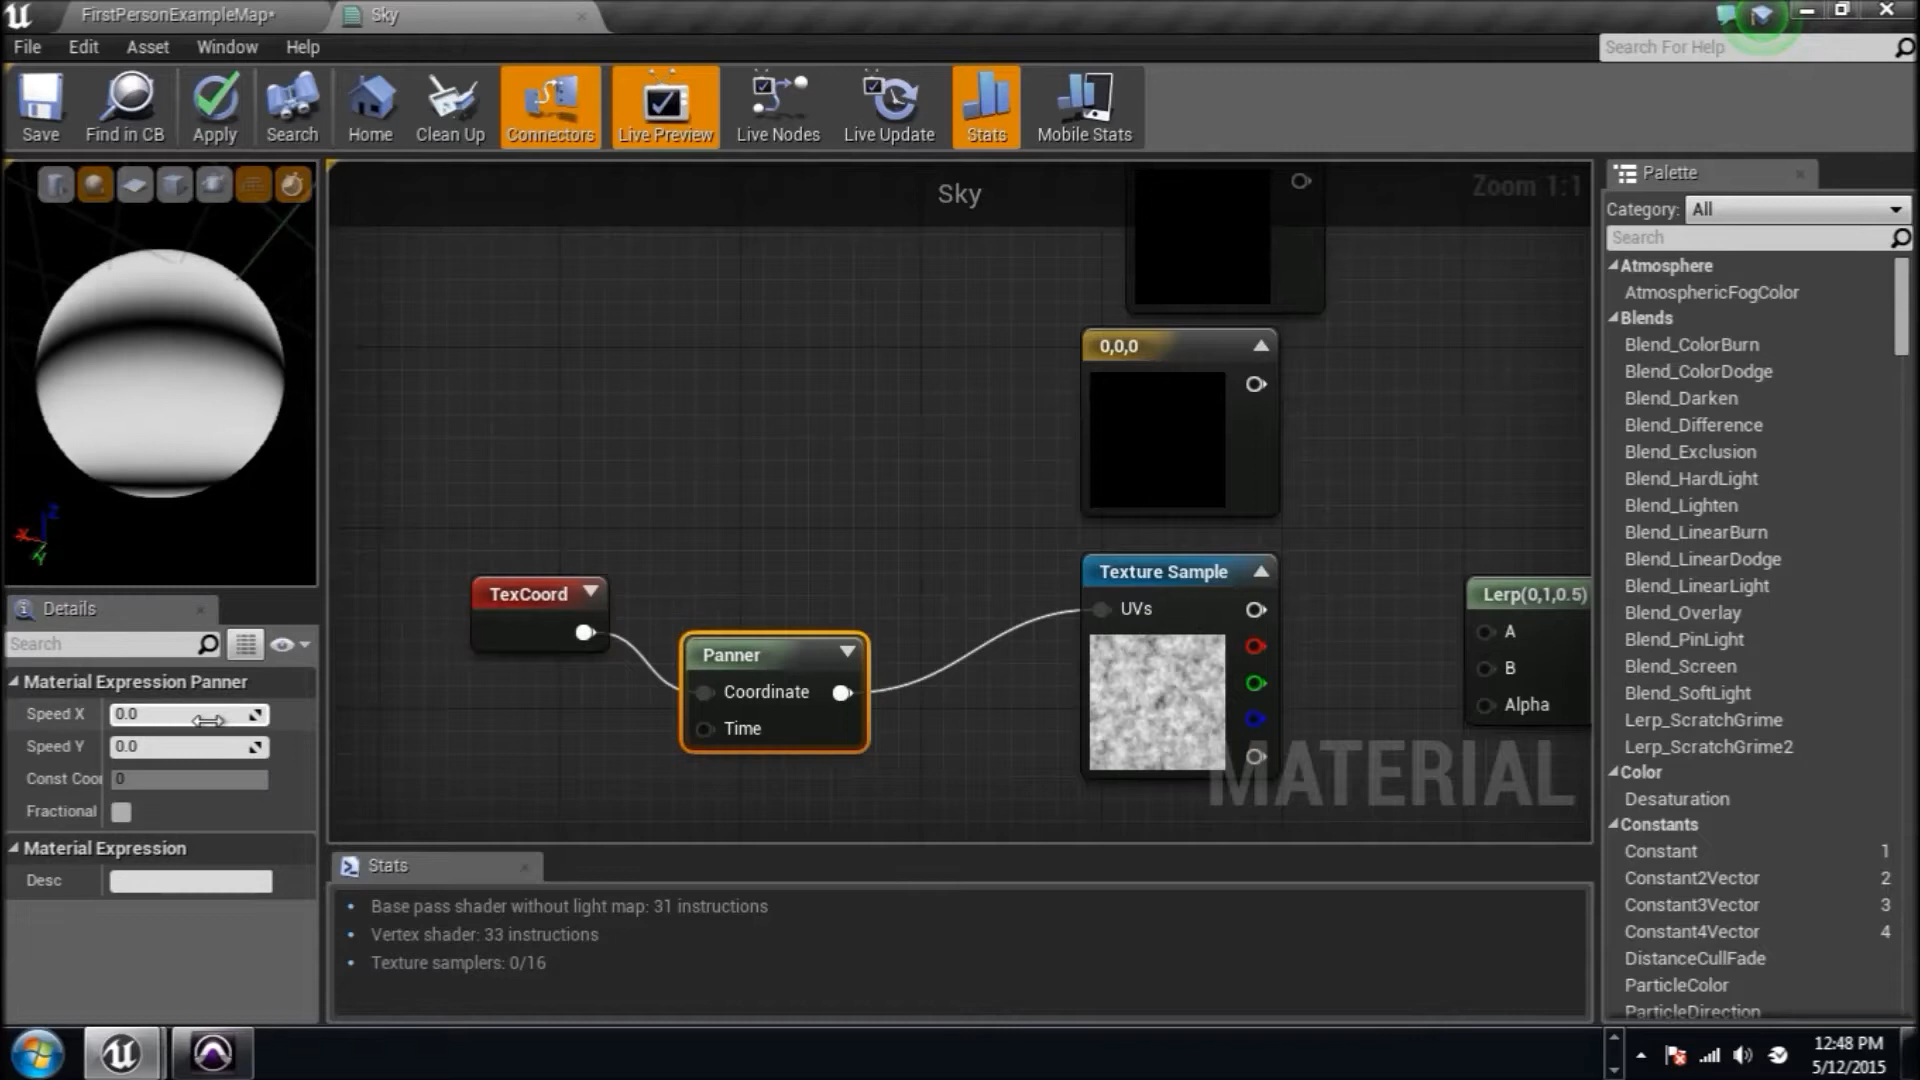 FirstPersonExampleMap*
Sky
File
Edit
Asset
Window
Help
Search For Help
Save
Find in CB
Apply
Search
Home
Clean Up
Connectors
Live Preview
Live Nodes
Live Update
Stats
Mobile Stats
Sky
Zoom 1:1
Palette
Category:
All
Search
Atmosphere
AtmosphericFogColor
Blends
Blend_ColorBurn
Blend_ColorDodge
Blend_Darken
Blend_Difference
Blend_Exclusion
Blend_HardLight
Blend_Lighten
Blend_LinearBurn
Blend_LinearDodge
Blend_LinearLight
Blend_Overlay
Blend_PinLight
Blend_Screen
Blend_SoftLight
Lerp_ScratchGrime
Lerp_ScratchGrime2
Color
Desaturation
Constants
Constant 1
Constant2Vector 2
Constant3Vector 3
Constant4Vector 4
DistanceCullFade
ParticleColor
ParticleDirection
0,0,0
TexCoord
Panner
Coordinate
Time
Texture Sample
UVs
Lerp(0,1,0.5)
A
B
Alpha
MATERIAL
Z
X
Y
Details
Search
Material Expression Panner
Speed X 0.0
Speed Y 0.0
Const Coor 0
Fractional
Material Expression
Desc
Stats
Base pass shader without light map: 31 instructions
Vertex shader: 33 instructions
Texture samplers: 0/16
12:48 PM
5/12/2015